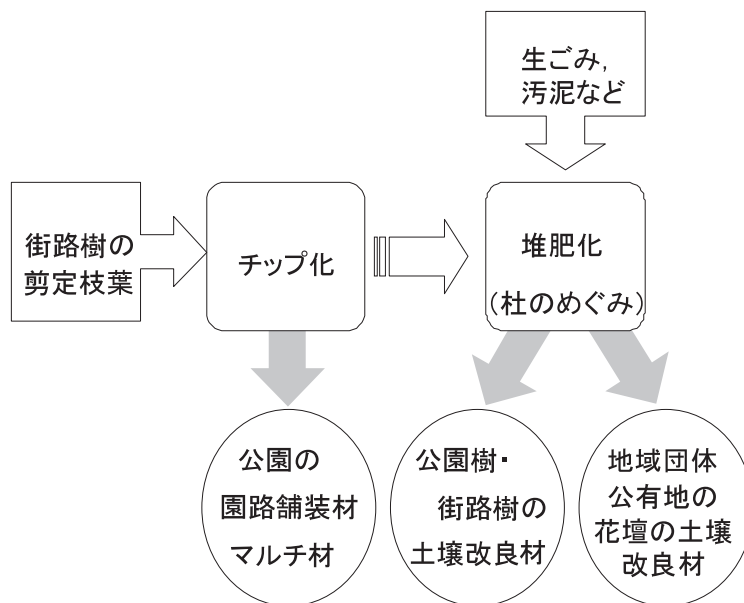 生ごみ,
汚泥など
街路樹の
剪定枝葉
チップ化
堆肥化
(杜のめぐみ)
公園の
園路舗装材
マルチ材
公園樹・
街路樹の
土壌改良材
地域団体
公有地の
花壇の土壌
改良材